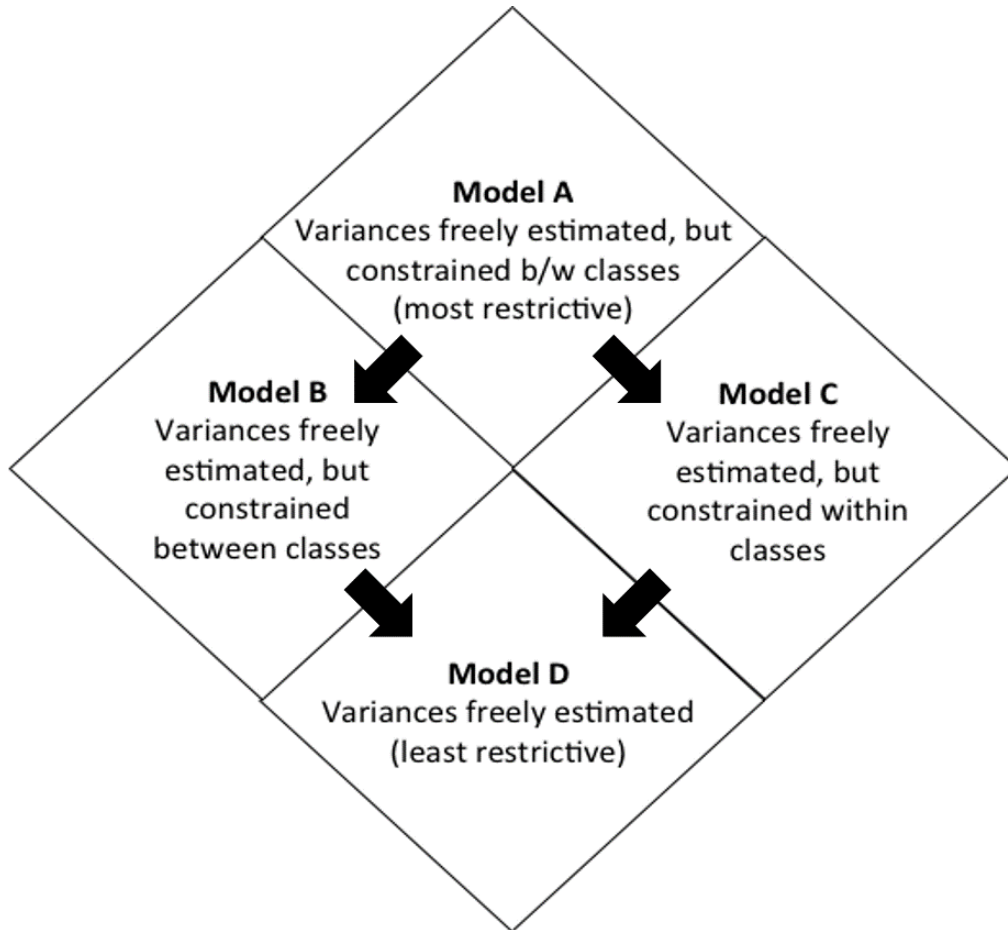 Model A
Variances freely estimated, but
constrained b/w classes
(most restrictive)
Model B
Variances freely
estimated, but
constrained
between classes
Model C
Variances freely
estimated, but
constrained within
classes
Model D
Variances freely estimated
(least restrictive)